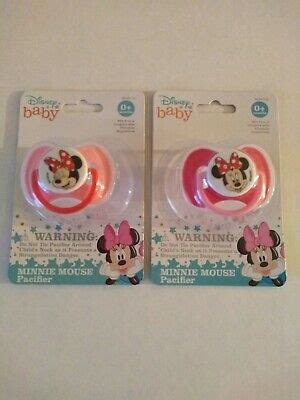 Disney
baby
0+
months
WARNING:
Do Not Tie Pacifier Around
Child's Neck as it Presents a
Strangulation Danger.
MINNIE MOUSE
Pacifier
Disney
baby
0+
months
WARNING:
Do Not Tie Pacifier Around
Child's Neck as it Presents a
Strangulation Danger.
MINNIE MOUSE
Pacifier